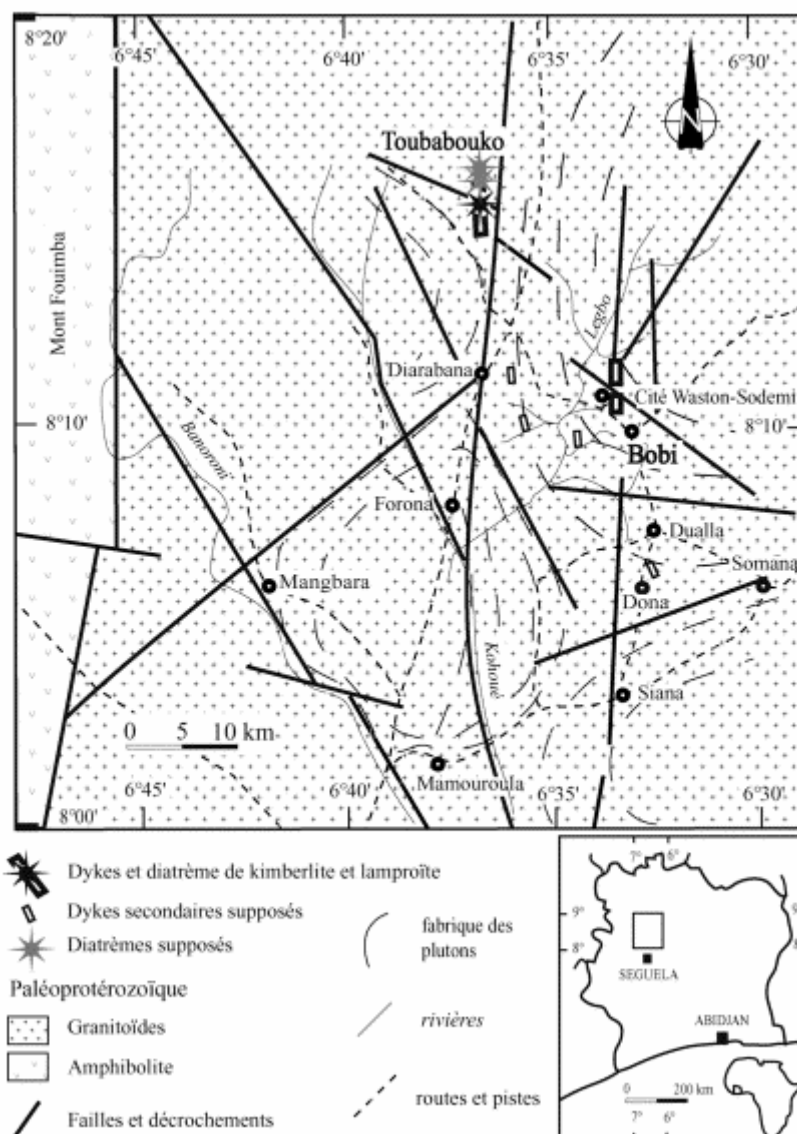 8°20'
6°45'
6°40'
6°35'
6°30'
N
Toubabouko
Mont Fouimba
Legbo
Diarabana
Cité Waston-Sodemi
8°10'
8°10'
Bobi
Banoroni
Forona
Dualla
Somana
Mangbara
Dona
Kohoué
Siana
0 5 10 km
Mamouroula
6°45'
6°40'
6°35'
6°30'
8°00'
Dykes et diatrème de kimberlite et lamproïte
Dykes secondaires supposés
Diatrèmes supposés
Paléoprotérozoïque
Granitoïdes
Amphibolite
Failles et décrochements
fabrique des
plutons
rivières
routes et pistes
7° 6°
9°
8°
SEGUELA
ABIDJAN
0 200 km
7° 6°